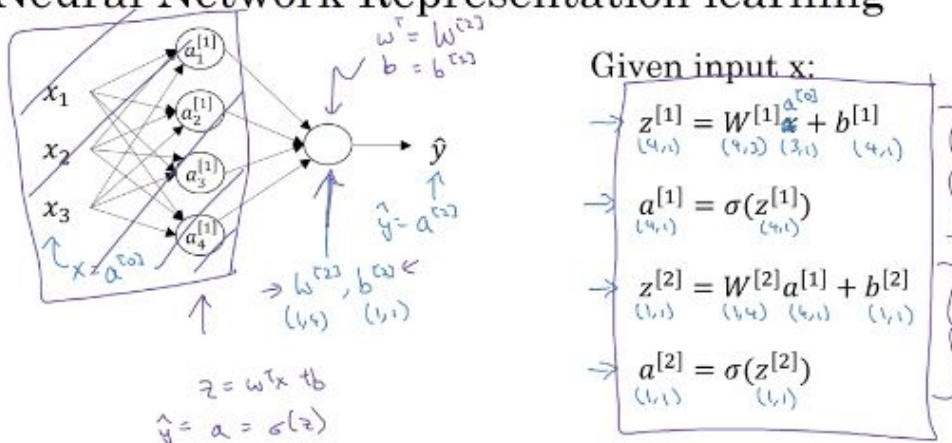 Neural Network Representation learning
wᵀ = W^[2]
b = b^[2]
x₁
x₂
x₃
a₁^[1]
a₂^[1]
a₃^[1]
a₄^[1]
ŷ
x = a^[0]
ŷ = a^[2]
→ w^[2], b^[2] ←
(1,4) (1,1)
z = wᵀx + b
ŷ = a = σ(z)
Given input x:
a^[0]
→ z^[1] = W^[1]x + b^[1]
(4,1) (4,3) (3,1) (4,1)
→ a^[1] = σ(z^[1])
(4,1) (4,1)
→ z^[2] = W^[2]a^[1] + b^[2]
(1,1) (1,4) (4,1) (1,1)
→ a^[2] = σ(z^[2])
(1,1) (1,1)